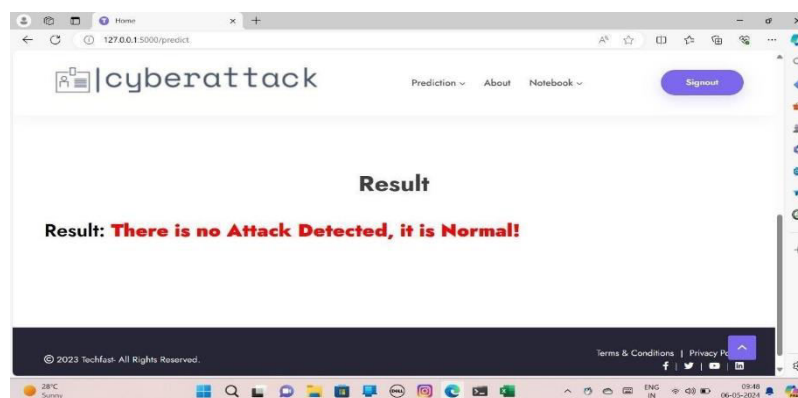 Home
127.0.0.1:5000/predict
|cyberattack
Prediction
About
Notebook
Signout
Result
Result: There is no Attack Detected, it is Normal!
© 2023 Techfast- All Rights Reserved.
Terms & Conditions | Privacy Po
28°C
Sunny
ENG
IN
09:48
06-05-2024